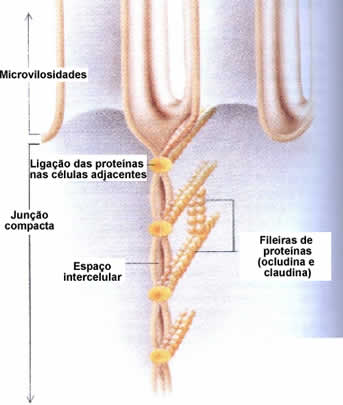 Microvilosidades
Ligação das proteínas
nas células adjacentes
Junção
compacta
Fileiras de
proteínas
(ocludina e
claudina)
Espaço
intercelular